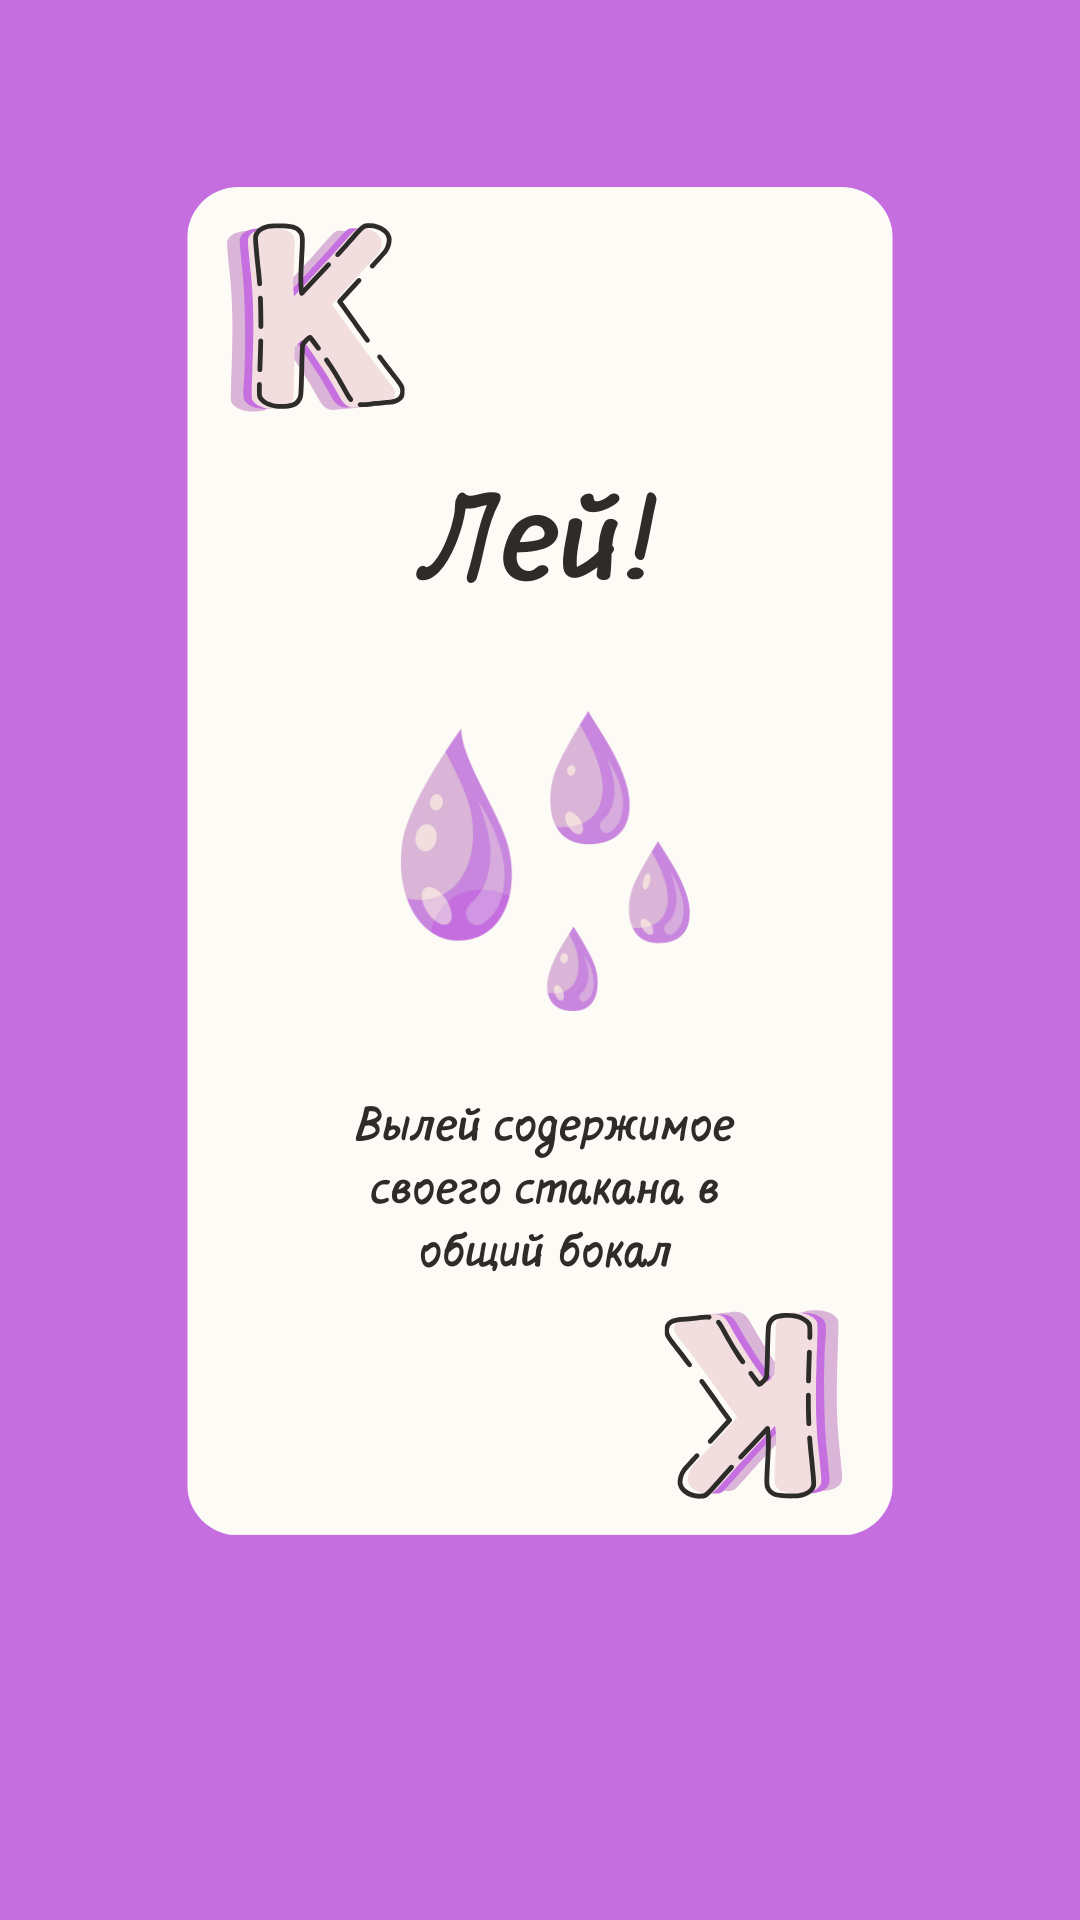 K
Лей!
Вылей содержимое
своего стакана в
общий бокал
K